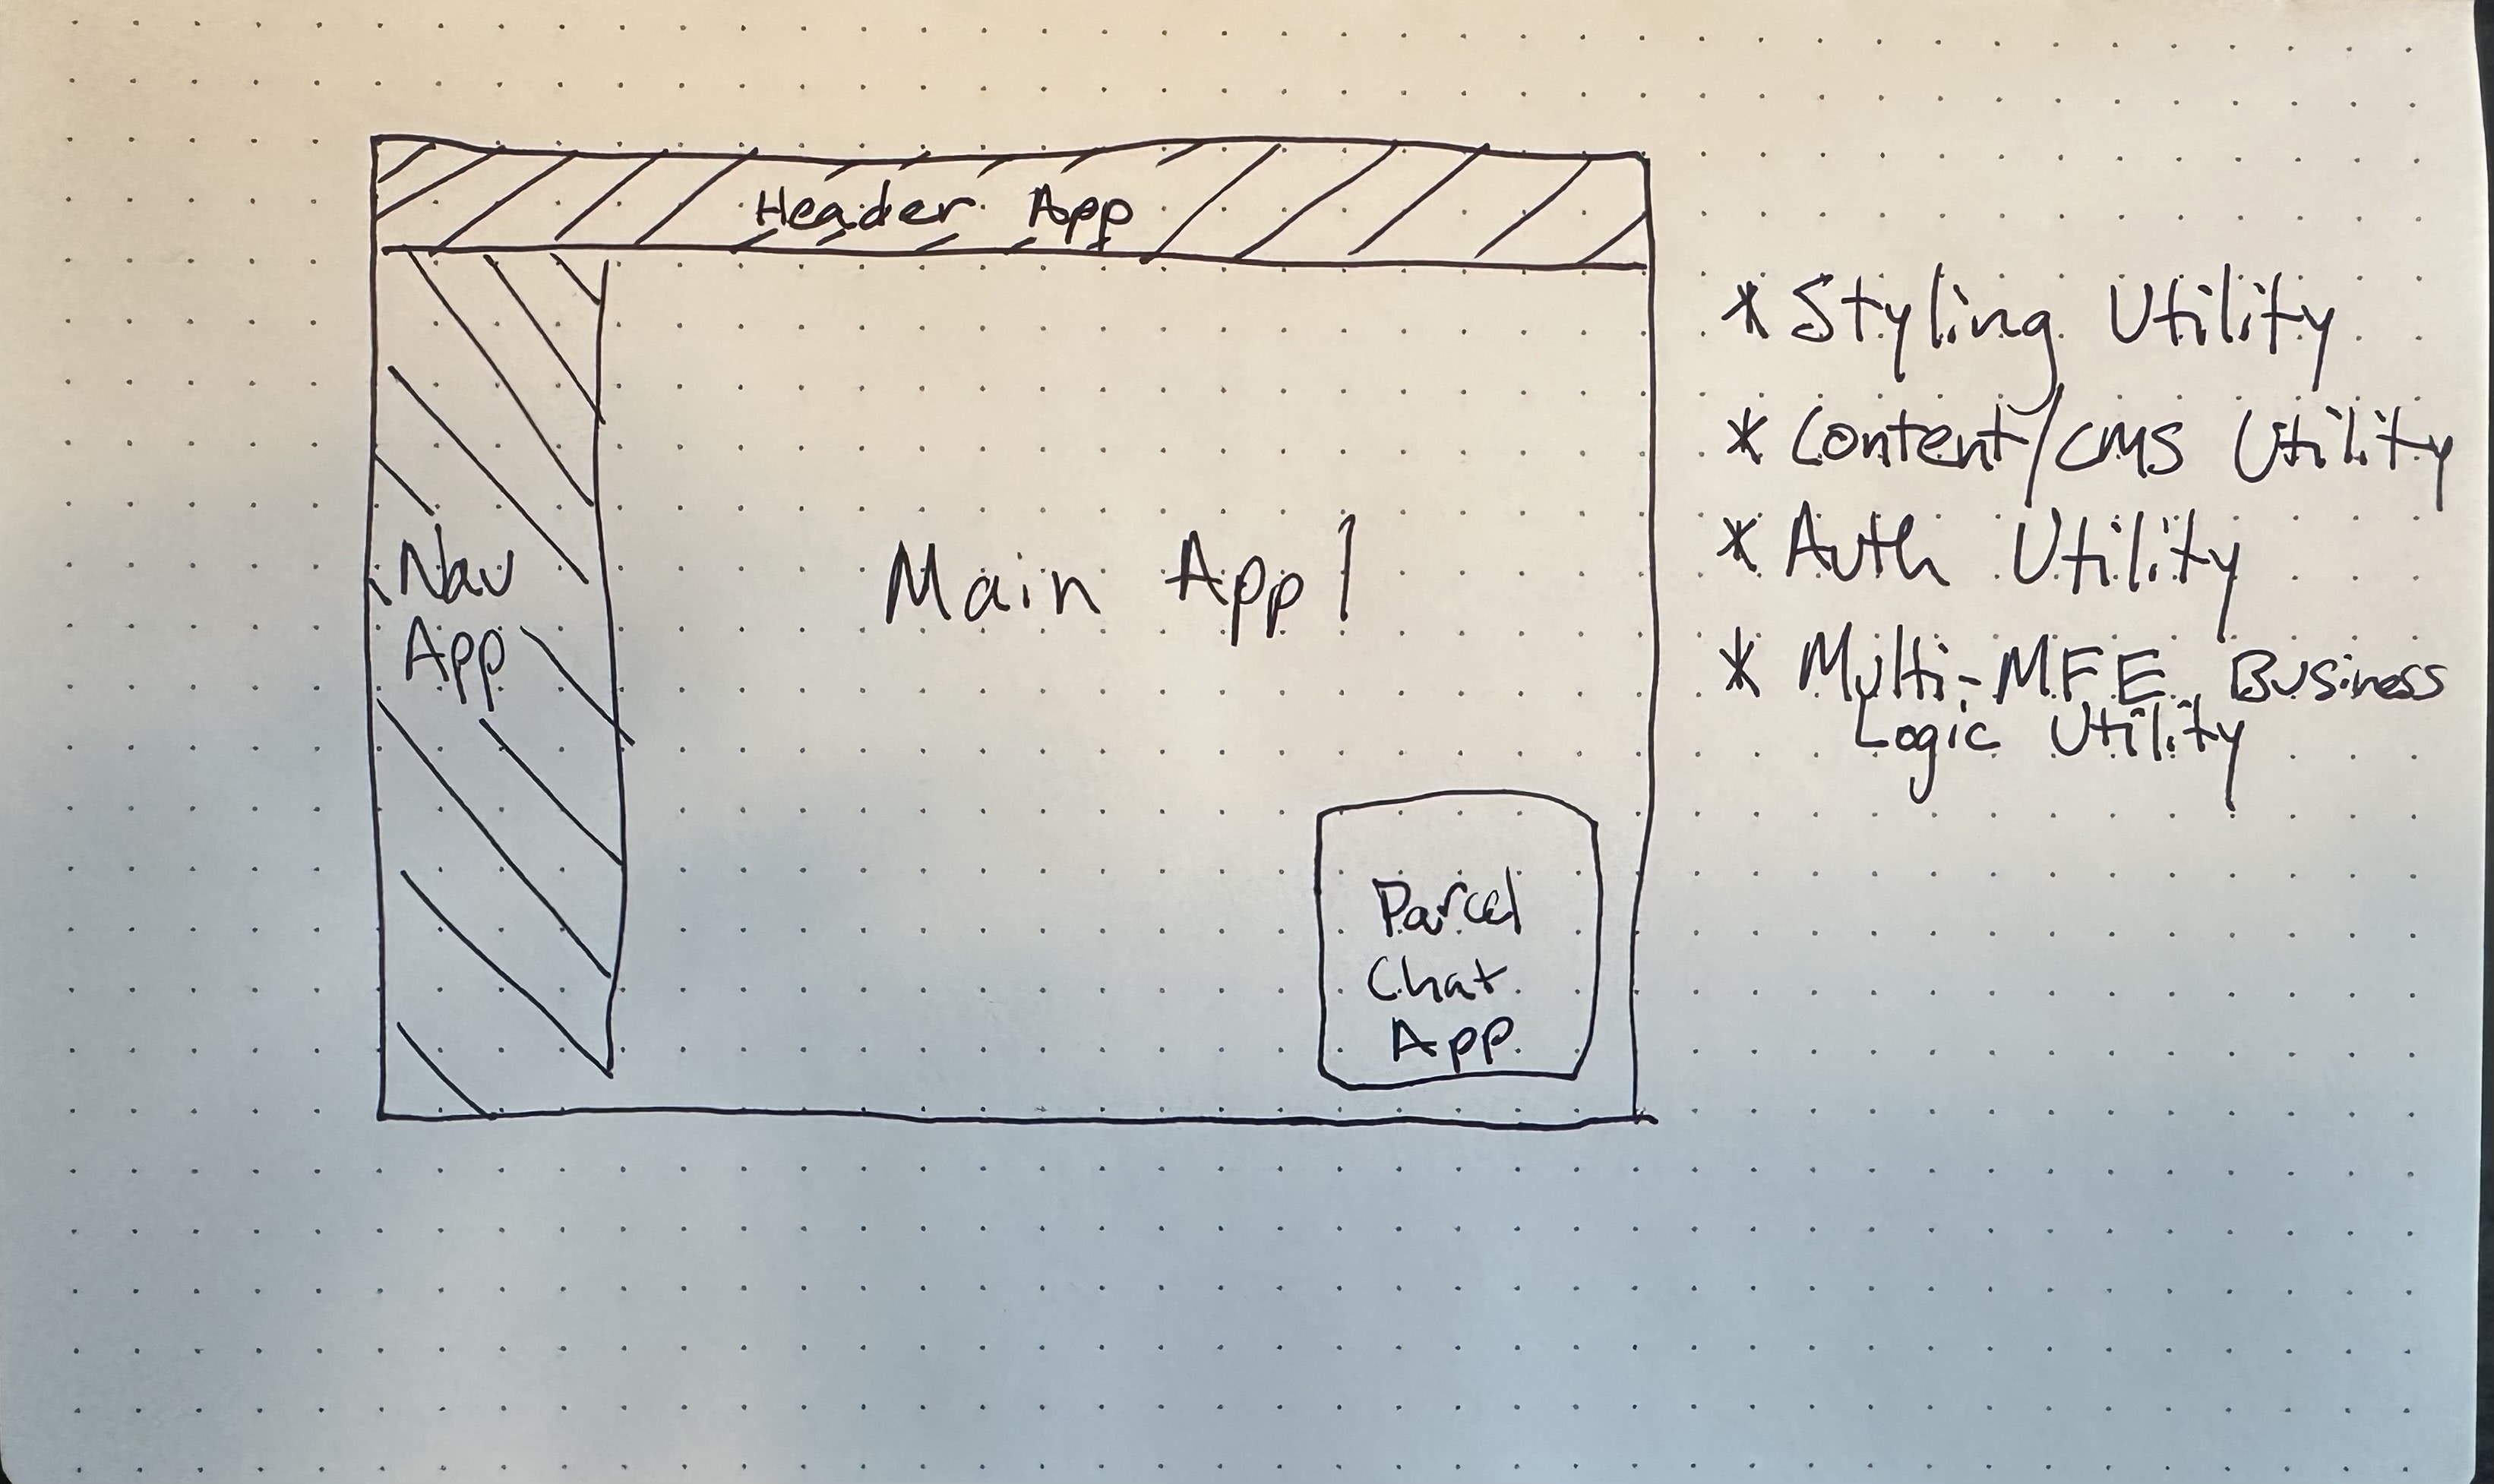 Header App
Nav
App
Main App 1
Parcel
Chat
App
* Styling Utility
* Content/CMS Utility
* Auth Utility
* Multi-MFE Business
Logic Utility